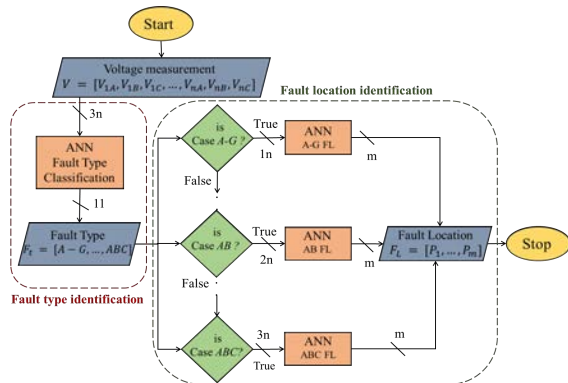 Start
Voltage measurement
V = [V1A, V1B, V1C, ..., VnA, VnB, VnC]
Fault location identification
3n
ANN
Fault Type
Classification
11
Fault Type
Ft = [A − G, ..., ABC]
Fault type identification
is
Case A-G ?
True
1n
ANN
A-G FL
m
False
is
Case AB ?
True
2n
ANN
AB FL
m
False
is
Case ABC?
3n
True
ANN
ABC FL
m
Fault Location
FL = [P1, ..., Pm]
Stop